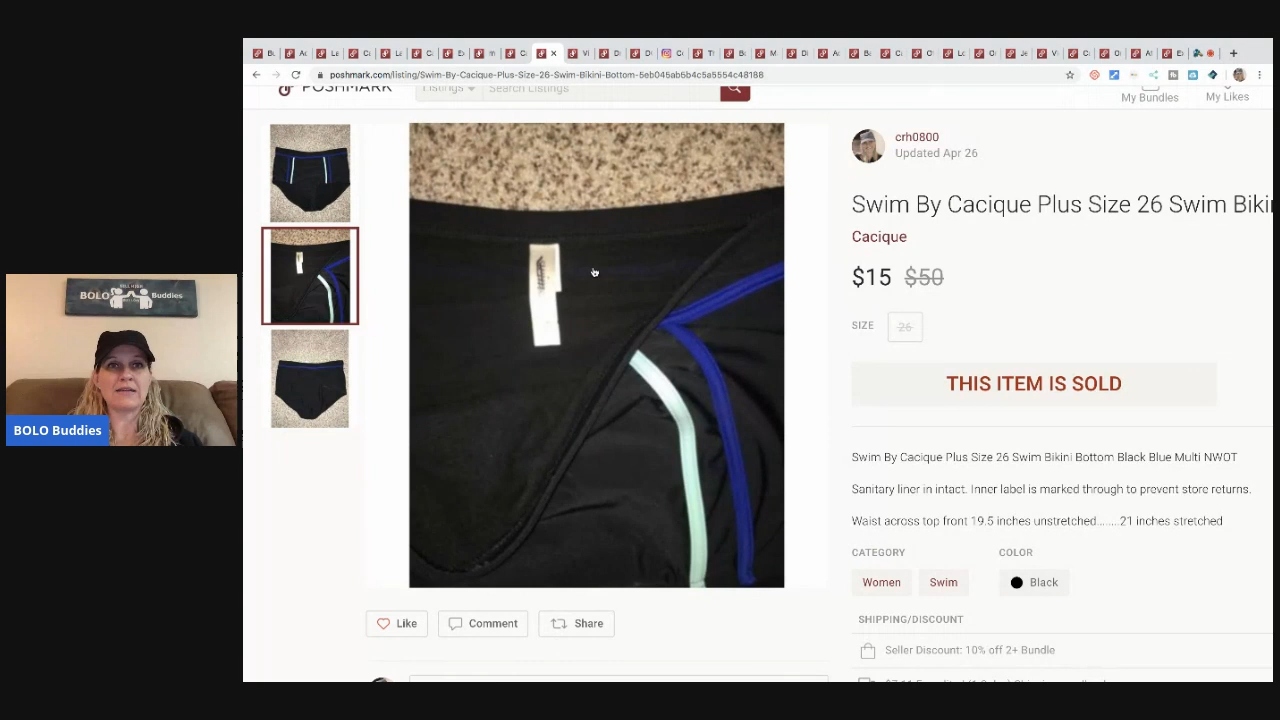 poshmark.com/listing/Swim-By-Cacique-Plus-Size-26-Swim-Bikini-Bottom-5eb045ab5b4c5a5554c48188
POSHMARK
Listings
Search Listings
My Bundles
My Likes
crh0800
Updated Apr 26
Swim By Cacique Plus Size 26 Swim Biki
Cacique
$15 $50
SIZE
26
THIS ITEM IS SOLD
Swim By Cacique Plus Size 26 Swim Bikini Bottom Black Blue Multi NWOT
Sanitary liner in intact. Inner label is marked through to prevent store returns.
Waist across top front 19.5 inches unstretched........21 inches stretched
CATEGORY
COLOR
Women
Swim
Black
SHIPPING/DISCOUNT
Seller Discount: 10% off 2+ Bundle
Like
Comment
Share
BOLO
Buddies
BOLO Buddies